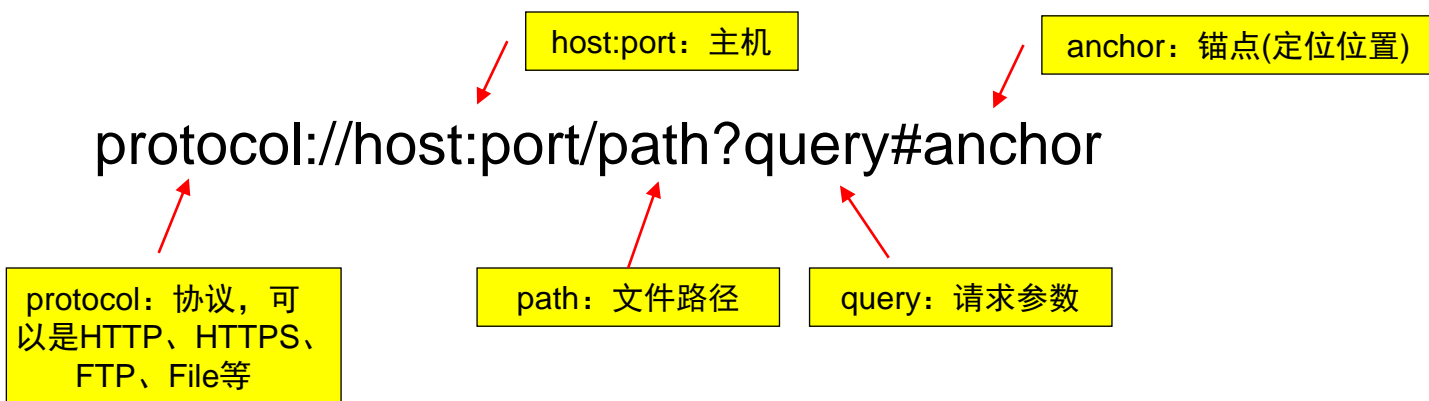 host:port：主机
anchor：锚点(定位位置)
protocol://host:port/path?query#anchor
protocol：协议，可
以是HTTP、HTTPS、
FTP、File等
path：文件路径
query：请求参数